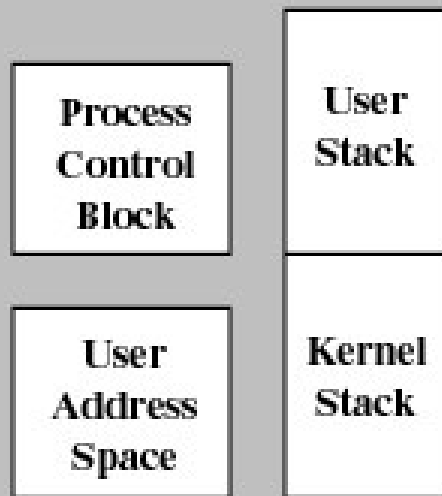 Process
Control
Block
User
Address
Space
User
Stack
Kernel
Stack